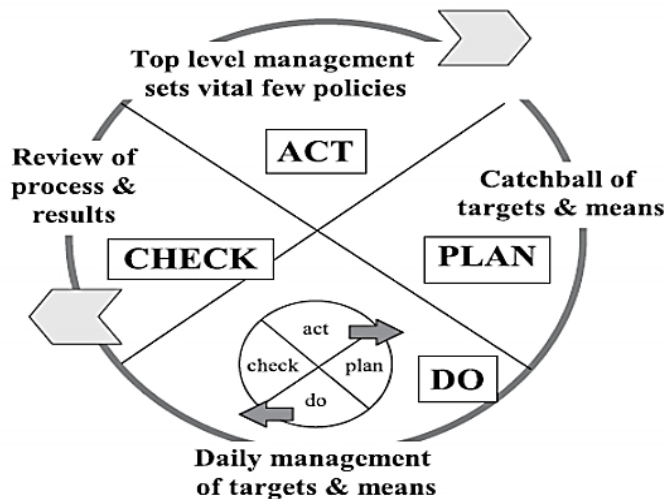 Top level management
sets vital few policies
ACT
Review of
process &
results
Catchball of
targets & means
CHECK
PLAN
act
check
plan
do
DO
Daily management
of targets & means